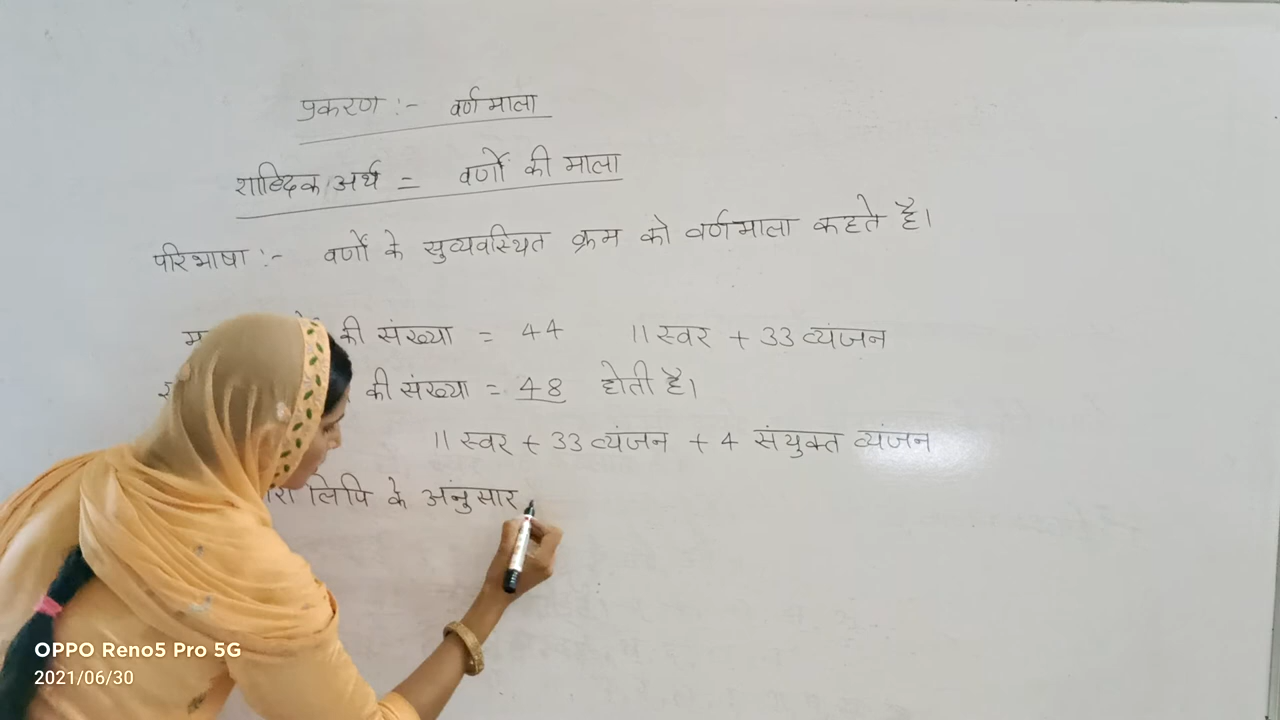 प्रकरण :- वर्णमाला
शाब्दिक अर्थ = वर्णों की माला
परिभाषा :- वर्णों के सुव्यवस्थित क्रम को वर्णमाला कहते है।
की संख्या = 44 11 स्वर + 33 व्यंजन
की संख्या = 48 होती है।
11 स्वर + 33 व्यंजन + 4 संयुक्त व्यंजन
लिपि के अनुसार
OPPO Reno5 Pro 5G
2021/06/30